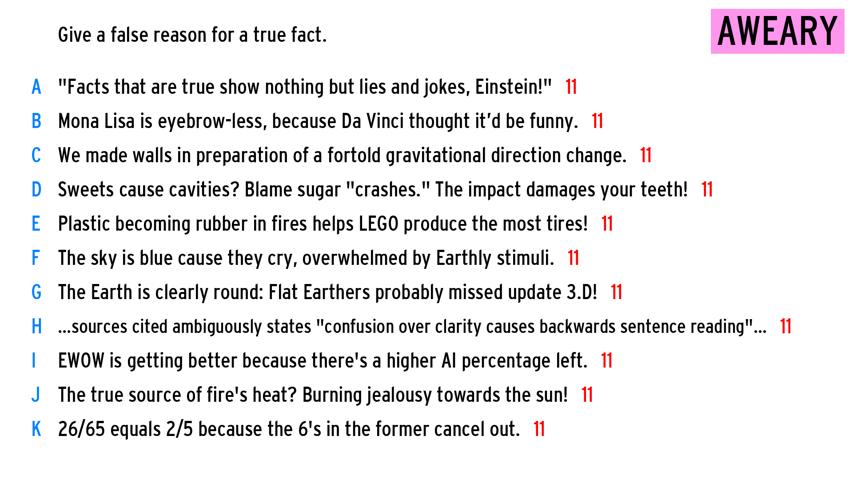 Give a false reason for a true fact.
AWEARY
A "Facts that are true show nothing but lies and jokes, Einstein!" 11
B Mona Lisa is eyebrow-less, because Da Vinci thought it'd be funny. 11
C We made walls in preparation of a fortold gravitational direction change. 11
D Sweets cause cavities? Blame sugar "crashes." The impact damages your teeth! 11
E Plastic becoming rubber in fires helps LEGO produce the most tires! 11
F The sky is blue cause they cry, overwhelmed by Earthly stimuli. 11
G The Earth is clearly round: Flat Earthers probably missed update 3.D! 11
H ...sources cited ambiguously states "confusion over clarity causes backwards sentence reading"... 11
I EWOW is getting better because there's a higher AI percentage left. 11
J The true source of fire's heat? Burning jealousy towards the sun! 11
K 26/65 equals 2/5 because the 6's in the former cancel out. 11